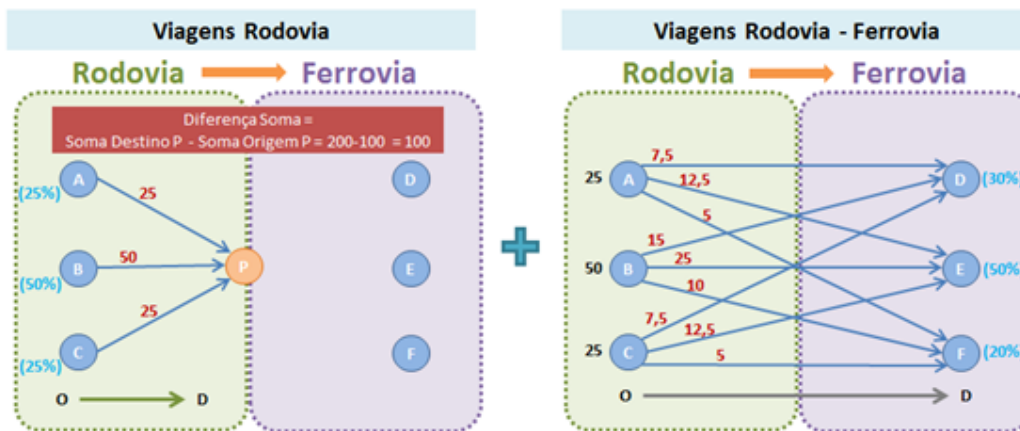 Viagens Rodovia
Rodovia Ferrovia
Diferença Soma =
Soma Destino P - Soma Origem P = 200-100 = 100
A
(25%)
25
D
B
(50%)
50
P
E
C
(25%)
25
F
O D
Viagens Rodovia - Ferrovia
Rodovia Ferrovia
25 A
7,5
12,5
5
D (30%)
50 B
15
25
10
E (50%)
25 C
7,5
12,5
5
F (20%)
O D